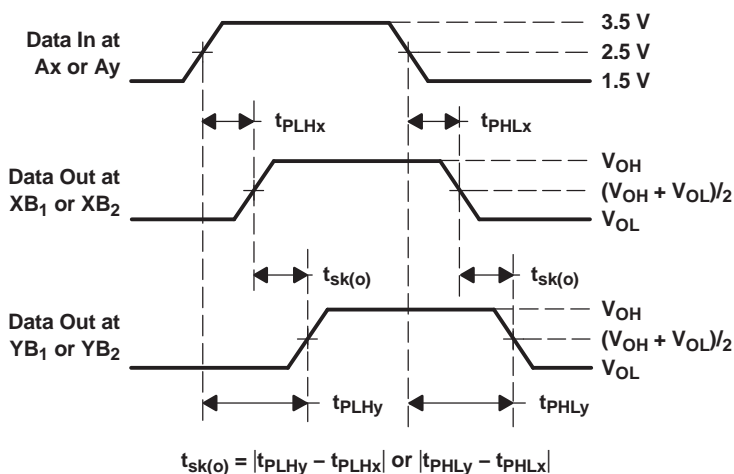 3.5 V
Data In at
Ax or Ay
2.5 V
1.5 V
tPLHx
tPHLx
Data Out at
XB1 or XB2
VOH
(VOH + VOL)/2
VOL
tsk(o)
tsk(o)
Data Out at
YB1 or YB2
VOH
(VOH + VOL)/2
VOL
tPLHy
tPHLy
tsk(o) = |tPLHy – tPLHx| or |tPHLy – tPHLx|